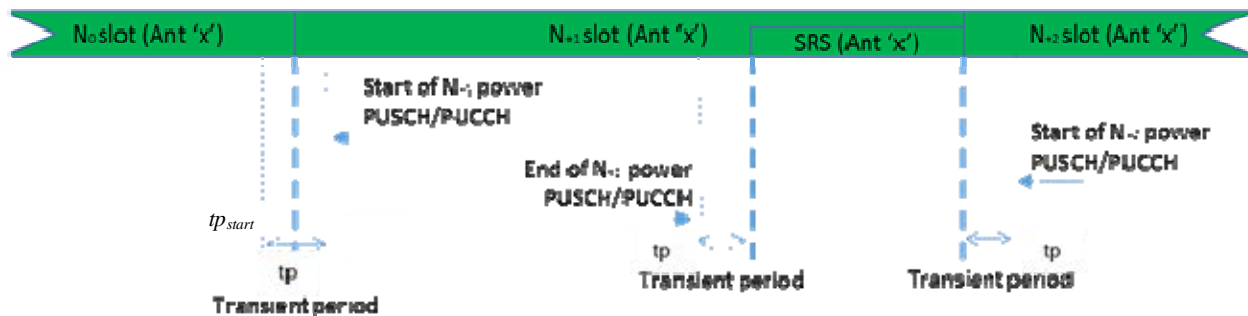 N₀ slot (Ant ‘x’)
N₊₁ slot (Ant ‘x’)
SRS (Ant ‘x’)
N₊₂ slot (Ant ‘x’)
Start of N₊₁ power
PUSCH/PUCCH
Start of N₊₂ power
PUSCH/PUCCH
End of N₊₁ power
PUSCH/PUCCH
tp_start
tp
Transient period
tp
Transient period
tp
Transient period